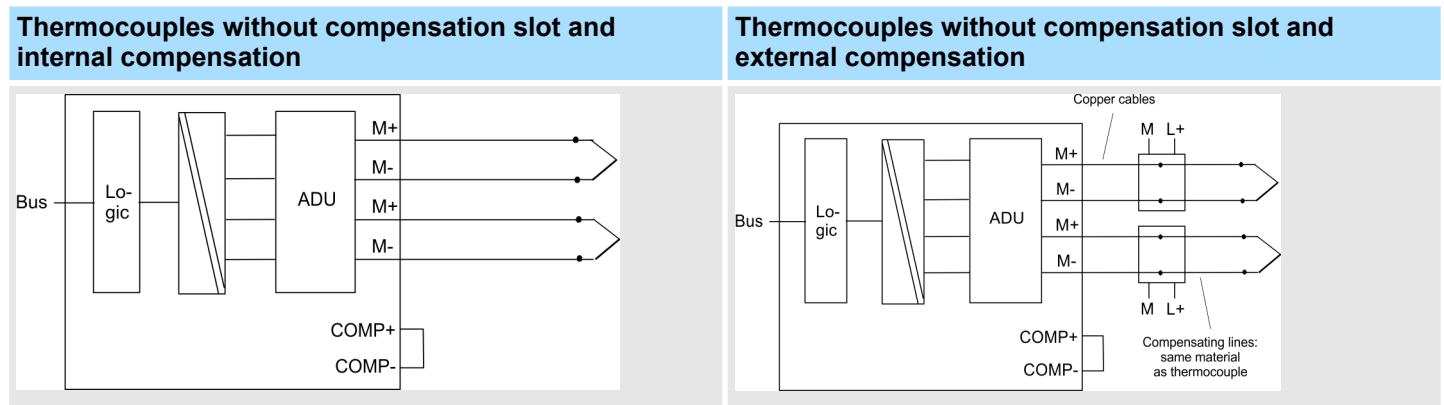 Thermocouples without compensation slot and
internal compensation
M+
M-
M+
M-
Bus
Lo-
gic
ADU
COMP+
COMP-
Thermocouples without compensation slot and
external compensation
Copper cables
M L+
M+
M-
M+
M-
Bus
Lo-
gic
ADU
M L+
COMP+
COMP-
Compensating lines:
same material
as thermocouple